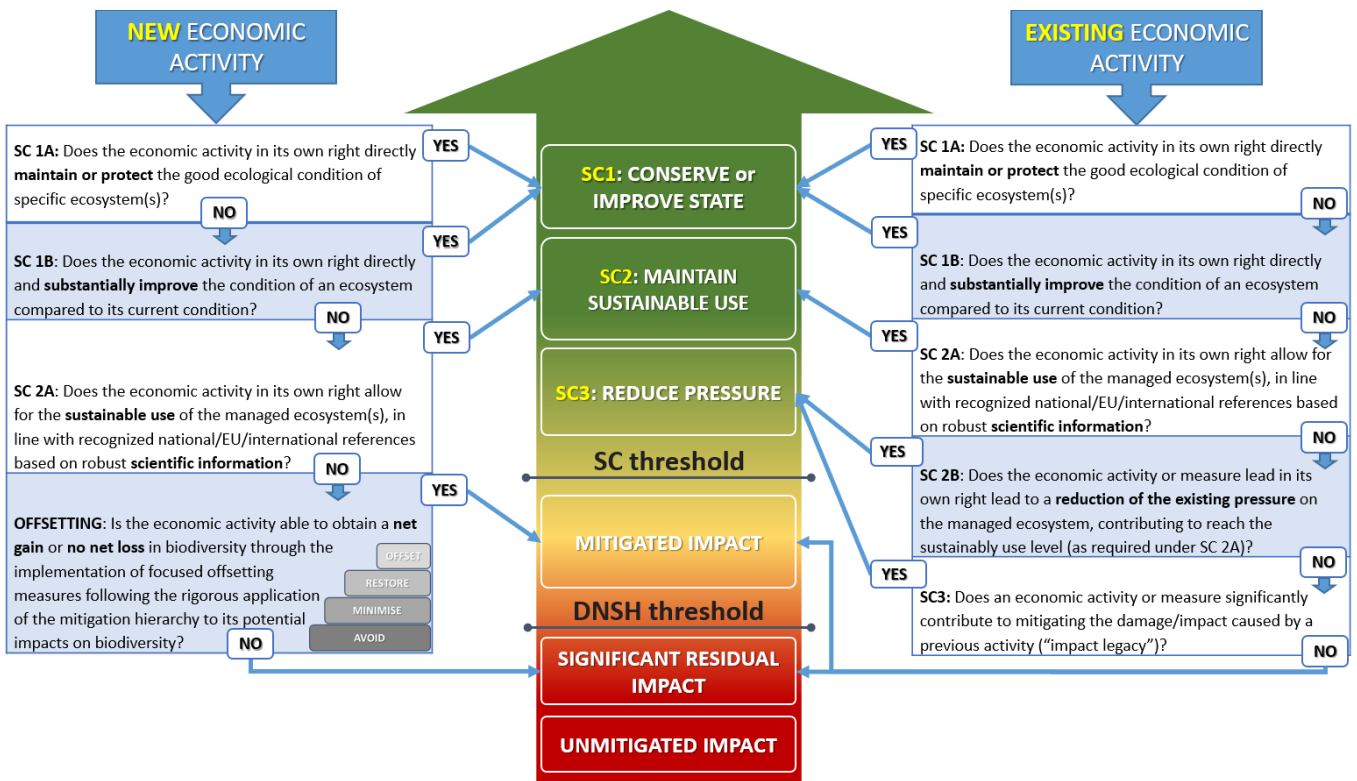 NEW ECONOMIC
ACTIVITY
SC 1A: Does the economic activity in its own right directly
maintain or protect the good ecological condition of
specific ecosystem(s)?
YES
NO
SC 1B: Does the economic activity in its own right directly
and substantially improve the condition of an ecosystem
compared to its current condition?
YES
NO
SC 2A: Does the economic activity in its own right allow
for the sustainable use of the managed ecosystem(s), in
line with recognized national/EU/international references
based on robust scientific information?
YES
NO
OFFSETTING: Is the economic activity able to obtain a net
gain or no net loss in biodiversity through the
implementation of focused offsetting
measures following the rigorous application
of the mitigation hierarchy to its potential
impacts on biodiversity?
YES
NO
OFFSET
RESTORE
MINIMISE
AVOID
SC1: CONSERVE or
IMPROVE STATE
SC2: MAINTAIN
SUSTAINABLE USE
SC3: REDUCE PRESSURE
SC threshold
MITIGATED IMPACT
DNSH threshold
SIGNIFICANT RESIDUAL
IMPACT
UNMITIGATED IMPACT
EXISTING ECONOMIC
ACTIVITY
YES
SC 1A: Does the economic activity in its own right directly
maintain or protect the good ecological condition of
specific ecosystem(s)?
NO
YES
SC 1B: Does the economic activity in its own right directly
and substantially improve the condition of an ecosystem
compared to its current condition?
NO
YES
SC 2A: Does the economic activity in its own right allow for
the sustainable use of the managed ecosystem(s), in line
with recognized national/EU/international references based
on robust scientific information?
NO
YES
SC 2B: Does the economic activity or measure lead in its
own right lead to a reduction of the existing pressure on
the managed ecosystem, contributing to reach the
sustainably use level (as required under SC 2A)?
NO
YES
SC3: Does an economic activity or measure significantly
contribute to mitigating the damage/impact caused by a
previous activity (“impact legacy”)?
NO